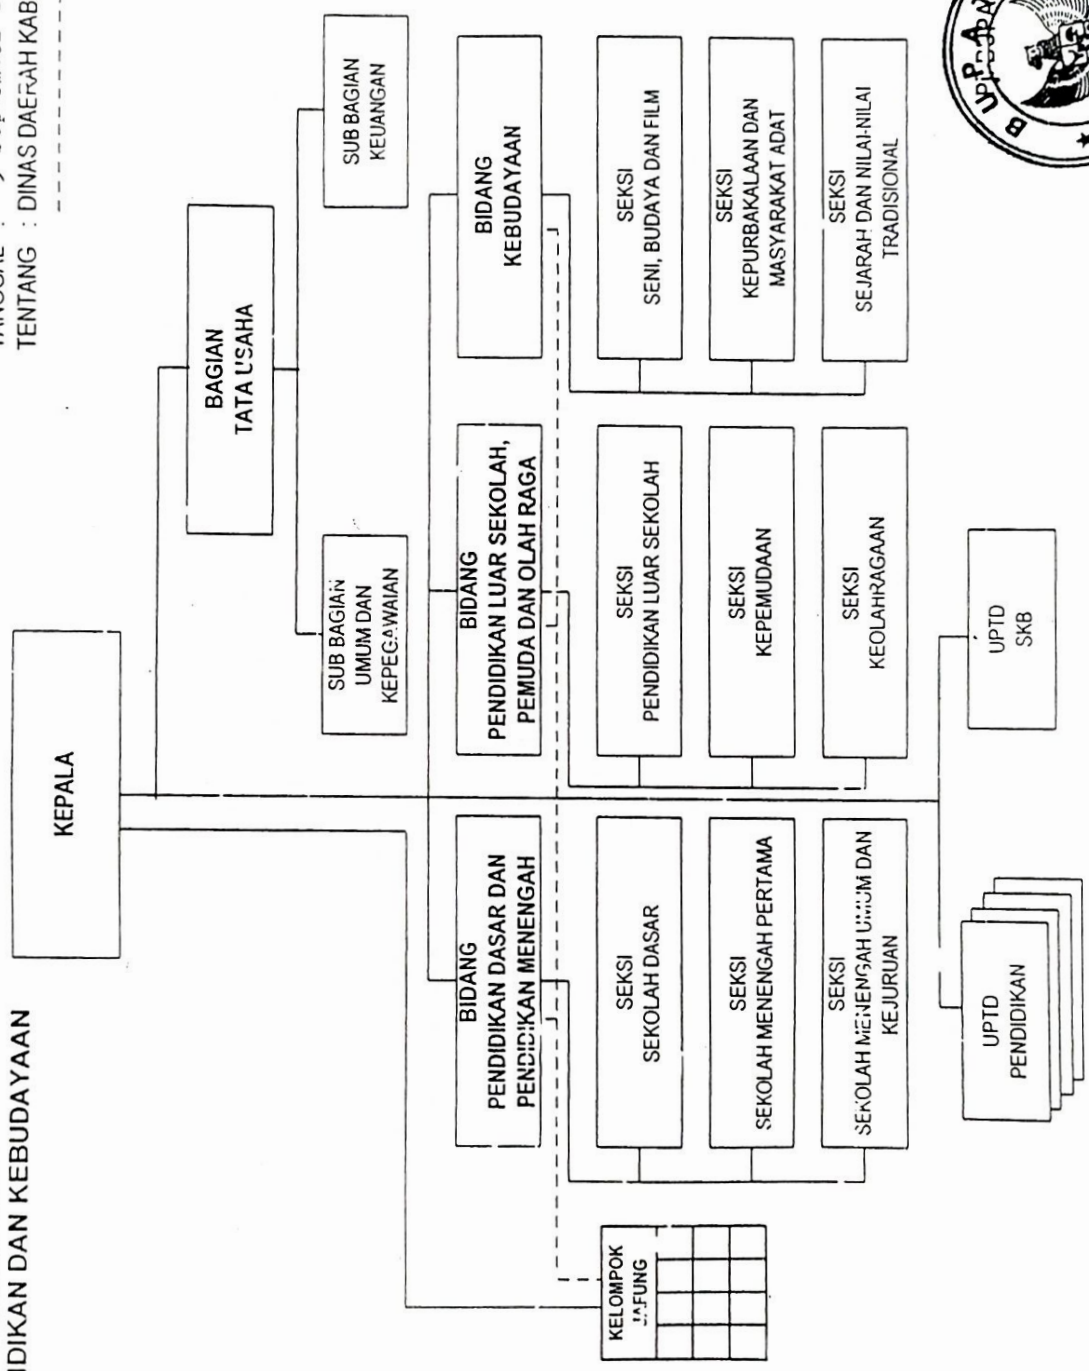 TENTANG : DINAS DAERAH KAB
DIKAN DAN KEBUDAYAAN
KEPALA
BAGIAN
TATA USAHA
SUB BAGIAN
UMUM DAN
KEPEGAWAIAN
SUB BAGIAN
KEUANGAN
BIDANG
PENDIDIKAN DASAR DAN
PENDIDIKAN MENENGAH
BIDANG
PENDIDIKAN LUAR SEKOLAH,
PEMUDA DAN OLAH RAGA
BIDANG
KEBUDAYAAN
KELOMPOK
JAFUNG
SEKSI
SEKOLAH DASAR
SEKSI
PENDIDIKAN LUAR SEKOLAH
SEKSI
SENI, BUDAYA DAN FILM
SEKSI
SEKOLAH MENENGAH PERTAMA
SEKSI
KEPEMUDAAN
SEKSI
KEPURBAKALAAN DAN
MASYARAKAT ADAT
SEKSI
SEKOLAH MENENGAH UMUM DAN
KEJURUAN
SEKSI
KEOLAHRAGAAN
SEKSI
SEJARAH DAN NILAI-NILAI
TRADISIONAL
UPTD
PENDIDIKAN
UPTD
SKB
BUPA